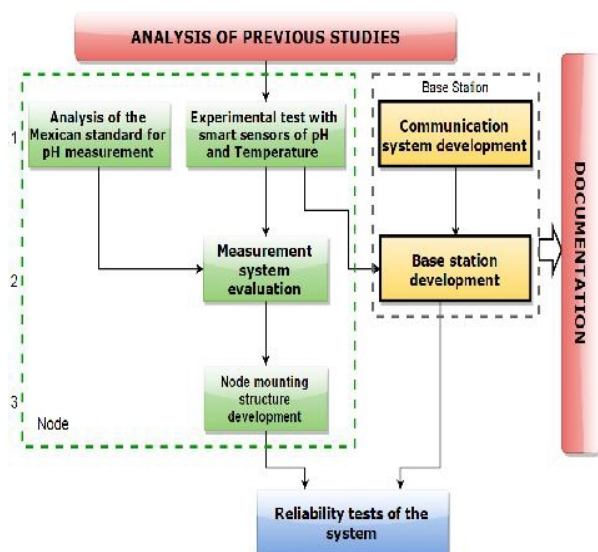 ANALYSIS OF PREVIOUS STUDIES
Base Station
1
Analysis of the
Mexican standard for
pH measurement
Experimental test with
smart sensors of pH
and Temperature
Communication
system development
2
Measurement
system
evaluation
Base station
development
3
Node mounting
structure
development
Node
Reliability tests of the
system
DOCUMENTATION